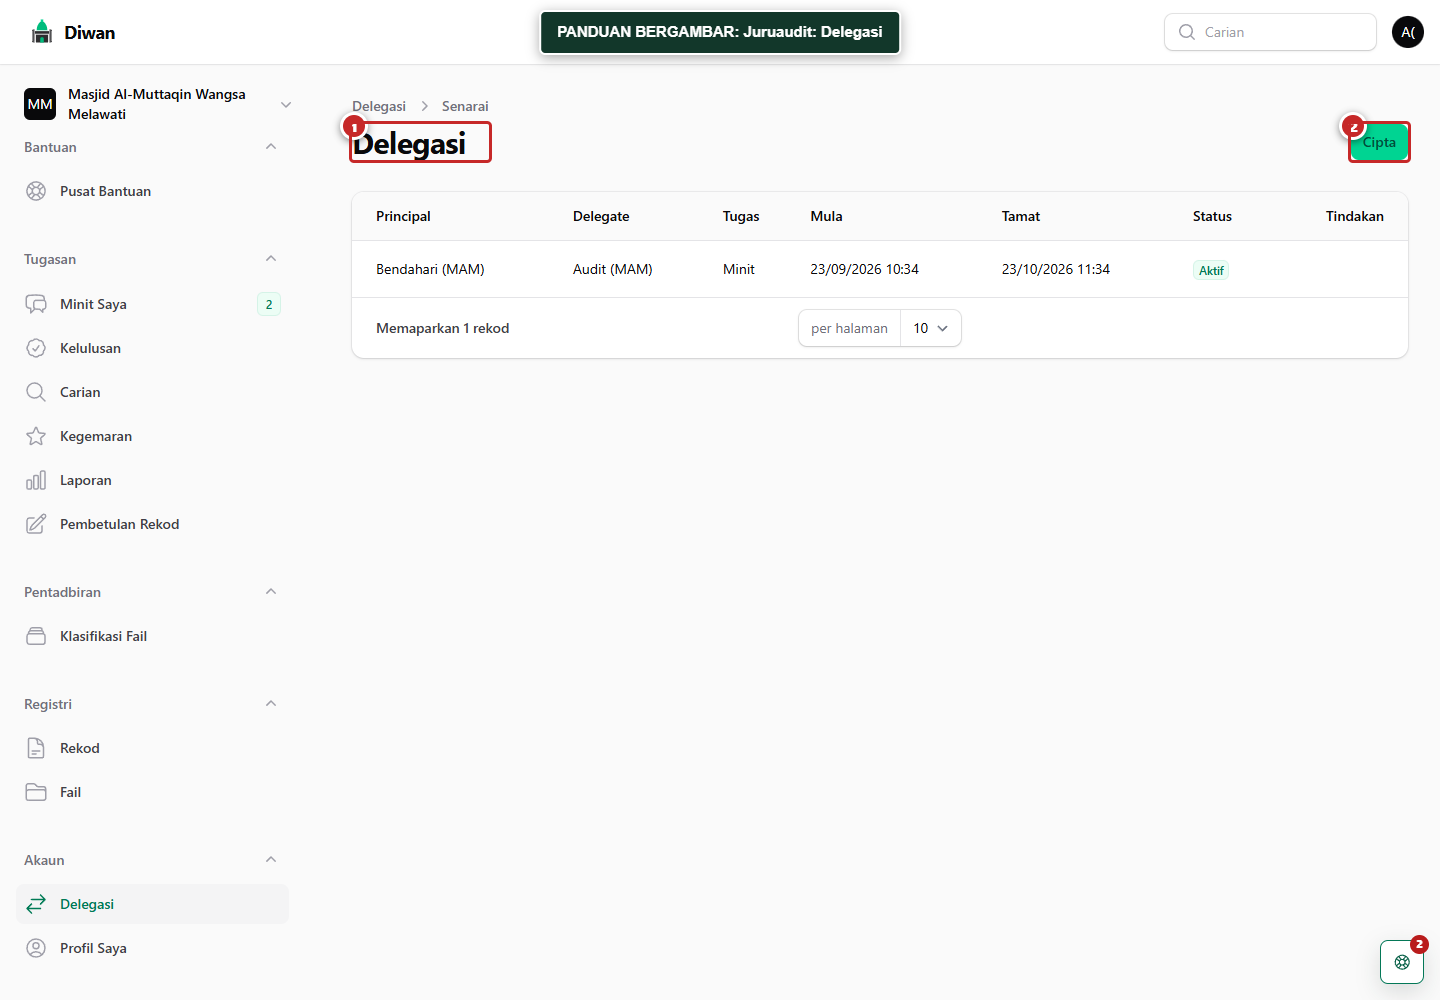 Diwan
PANDUAN BERGAMBAR: Juruaudit: Delegasi
Carian
A(
MM
Masjid Al-Muttaqin Wangsa
Melawati
Bantuan
Pusat Bantuan
Tugasan
Minit Saya
2
Kelulusan
Carian
Kegemaran
Laporan
Pembetulan Rekod
Pentadbiran
Klasifikasi Fail
Registri
Rekod
Fail
Akaun
Delegasi
Profil Saya
Delegasi
Senarai
1
Delegasi
2
Cipta
Principal Delegate Tugas Mula Tamat Status Tindakan
Bendahari (MAM) Audit (MAM) Minit 23/09/2026 10:34 23/10/2026 11:34 Aktif
Memaparkan 1 rekod
per halaman 10
2